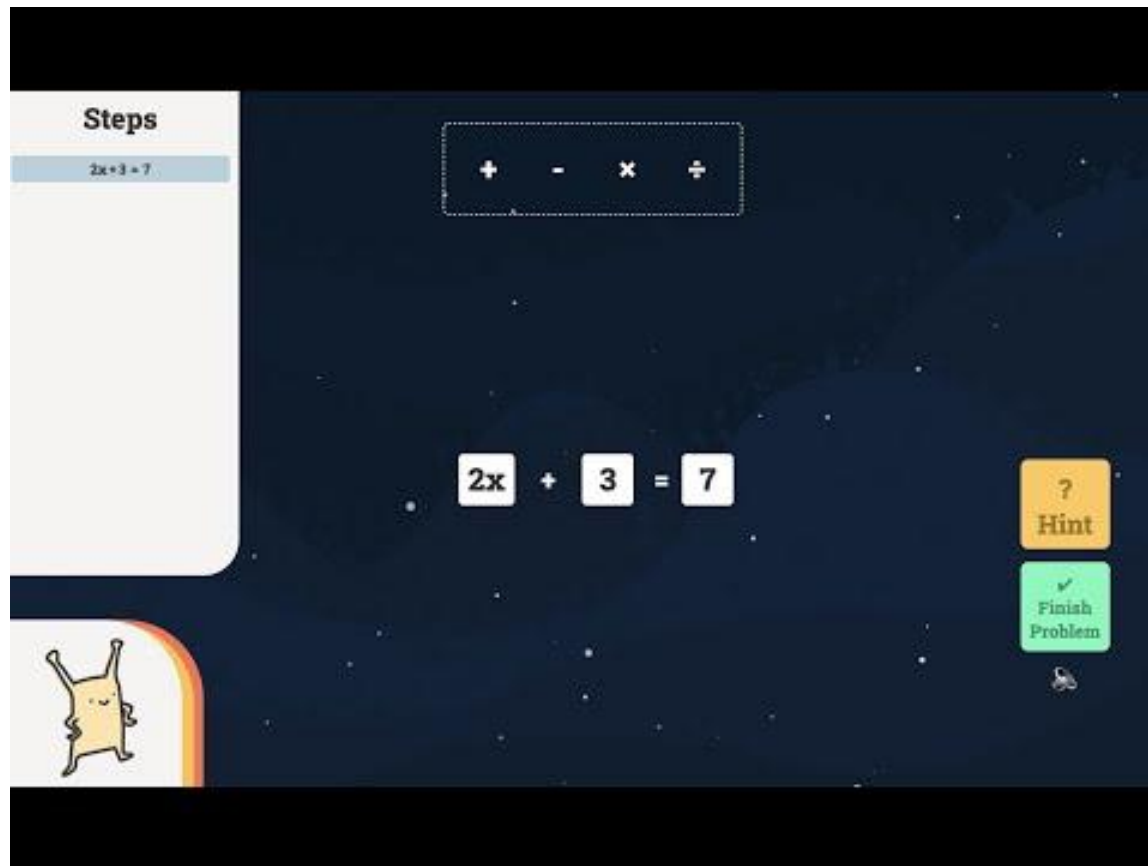 Steps
2x+3 = 7
+ - × ÷
2x + 3 = 7
?
Hint
✔
Finish
Problem